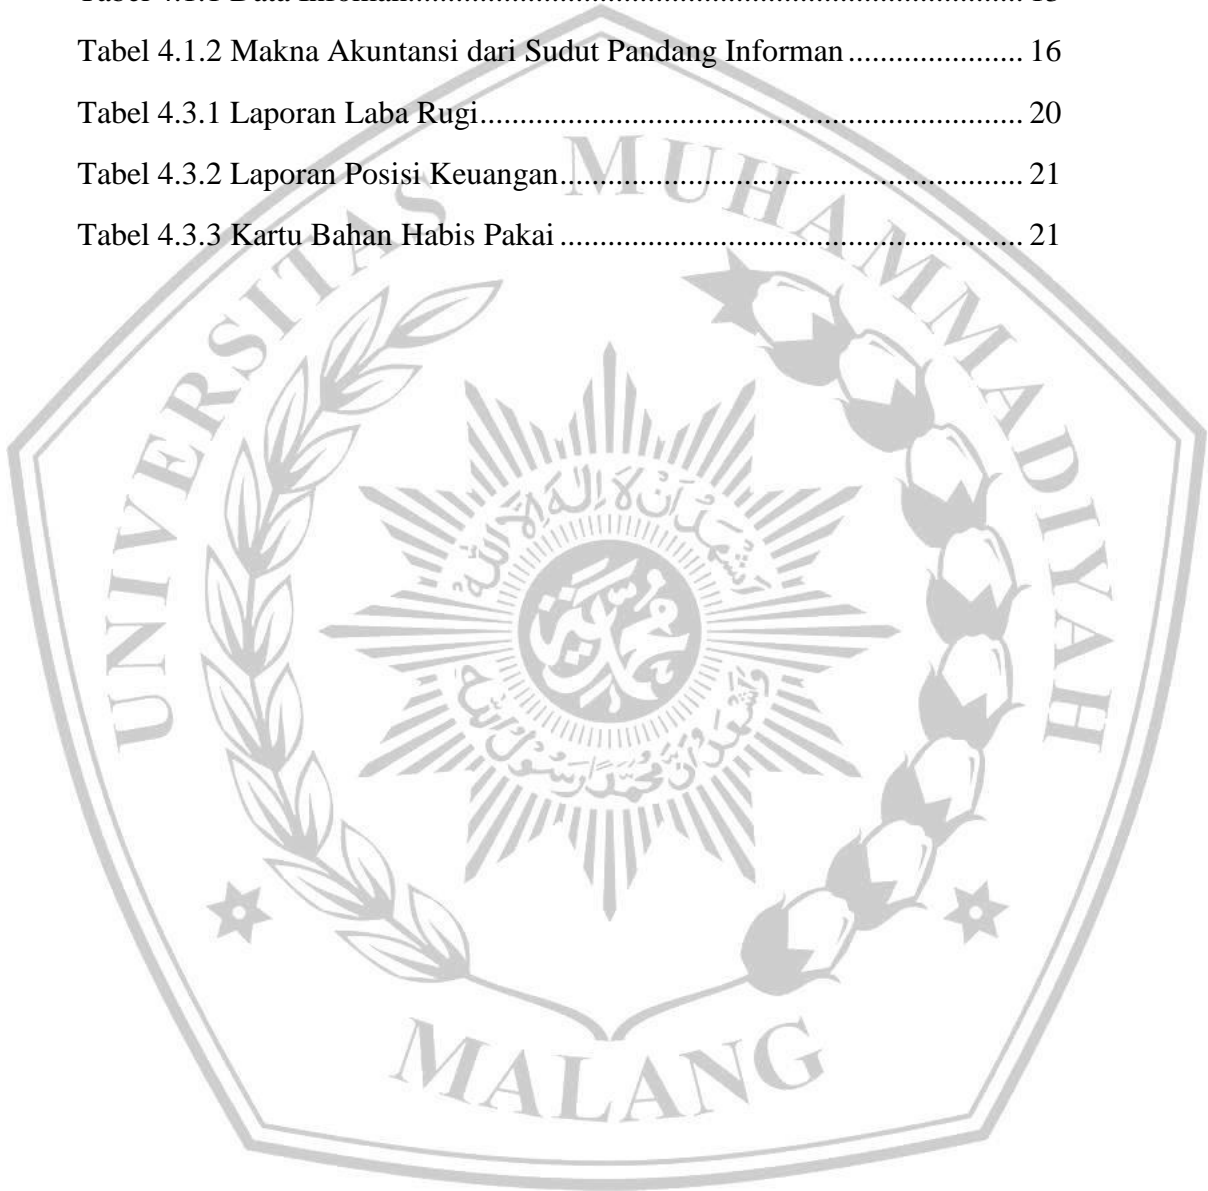 Tabel 4.1.2 Makna Akuntansi dari Sudut Pandang Informan ...................... 16
Tabel 4.3.1 Laporan Laba Rugi.................................................................... 20
Tabel 4.3.2 Laporan Posisi Keuangan.......................................................... 21
Tabel 4.3.3 Kartu Bahan Habis Pakai .......................................................... 21
UNIVERSITAS MUHAMMADIYAH
MALANG